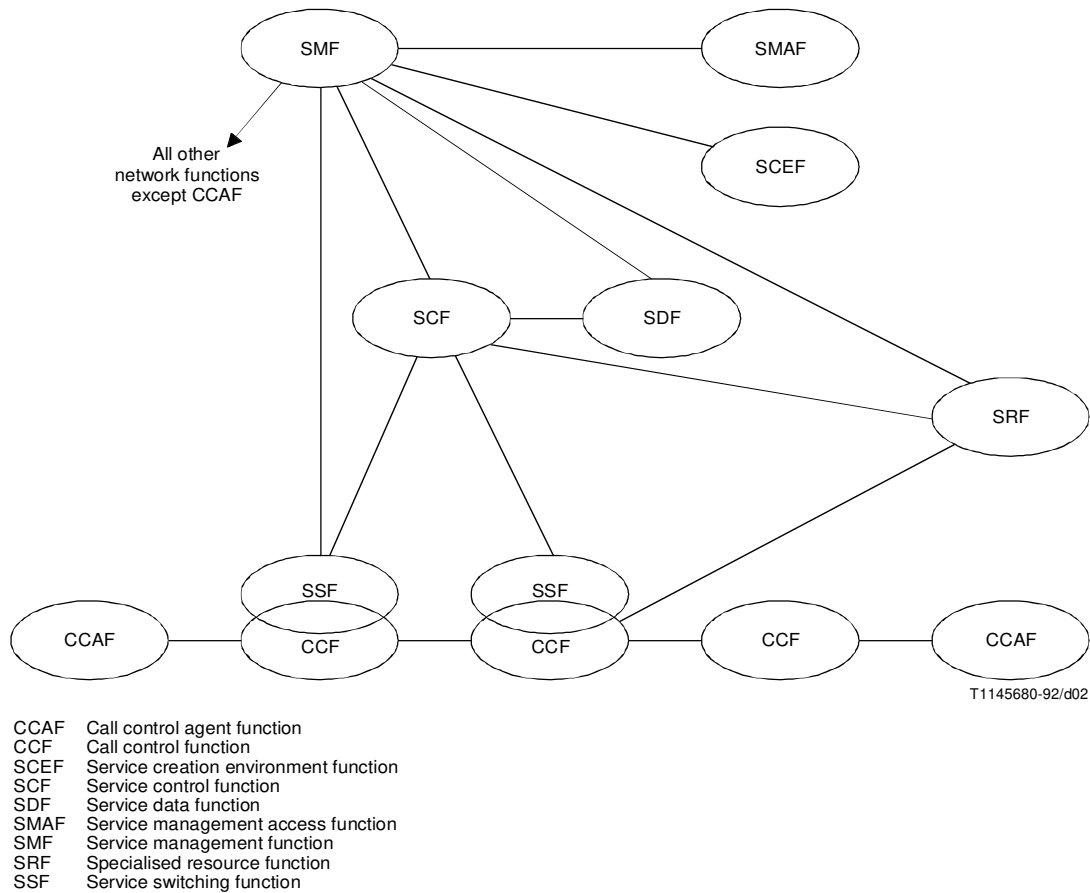 SMF
SMAF
All other
network functions
except CCAF
SCEF
SCF
SDF
SRF
SSF
SSF
CCAF
CCF
CCF
CCF
CCAF
T1145680-92/d02
CCAF Call control agent function
CCF Call control function
SCEF Service creation environment function
SCF Service control function
SDF Service data function
SMAF Service management access function
SMF Service management function
SRF Specialised resource function
SSF Service switching function